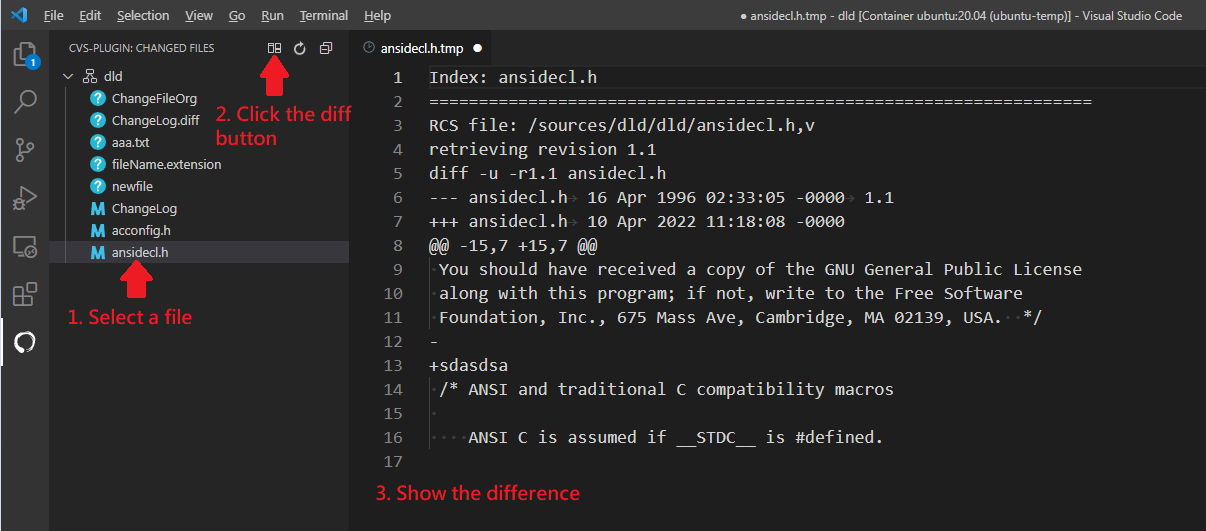 File Edit Selection View Go Run Terminal Help
● ansidecl.h.tmp - dld [Container ubuntu:20.04 (ubuntu-temp)] - Visual Studio Code
1
CVS-PLUGIN: CHANGED FILES
dld
? ChangeFileOrg
? ChangeLog.diff
? aaa.txt
? fileName.extension
? newfile
M ChangeLog
M acconfig.h
M ansidecl.h
1. Select a file
2. Click the diff
button
ansidecl.h.tmp ●
1 Index: ansidecl.h
2 ===================================================================
3 RCS file: /sources/dld/dld/ansidecl.h,v
4 retrieving revision 1.1
5 diff -u -r1.1 ansidecl.h
6 --- ansidecl.h→ 16 Apr 1996 02:33:05 -0000→ 1.1
7 +++ ansidecl.h→ 10 Apr 2022 11:18:08 -0000
8 @@ -15,7 +15,7 @@
9 You should have received a copy of the GNU General Public License
10 along with this program; if not, write to the Free Software
11 Foundation, Inc., 675 Mass Ave, Cambridge, MA 02139, USA.  */
12 -
13 +sdasdsa
14 /* ANSI and traditional C compatibility macros
15
16 ANSI C is assumed if __STDC__ is #defined.
17
3. Show the difference